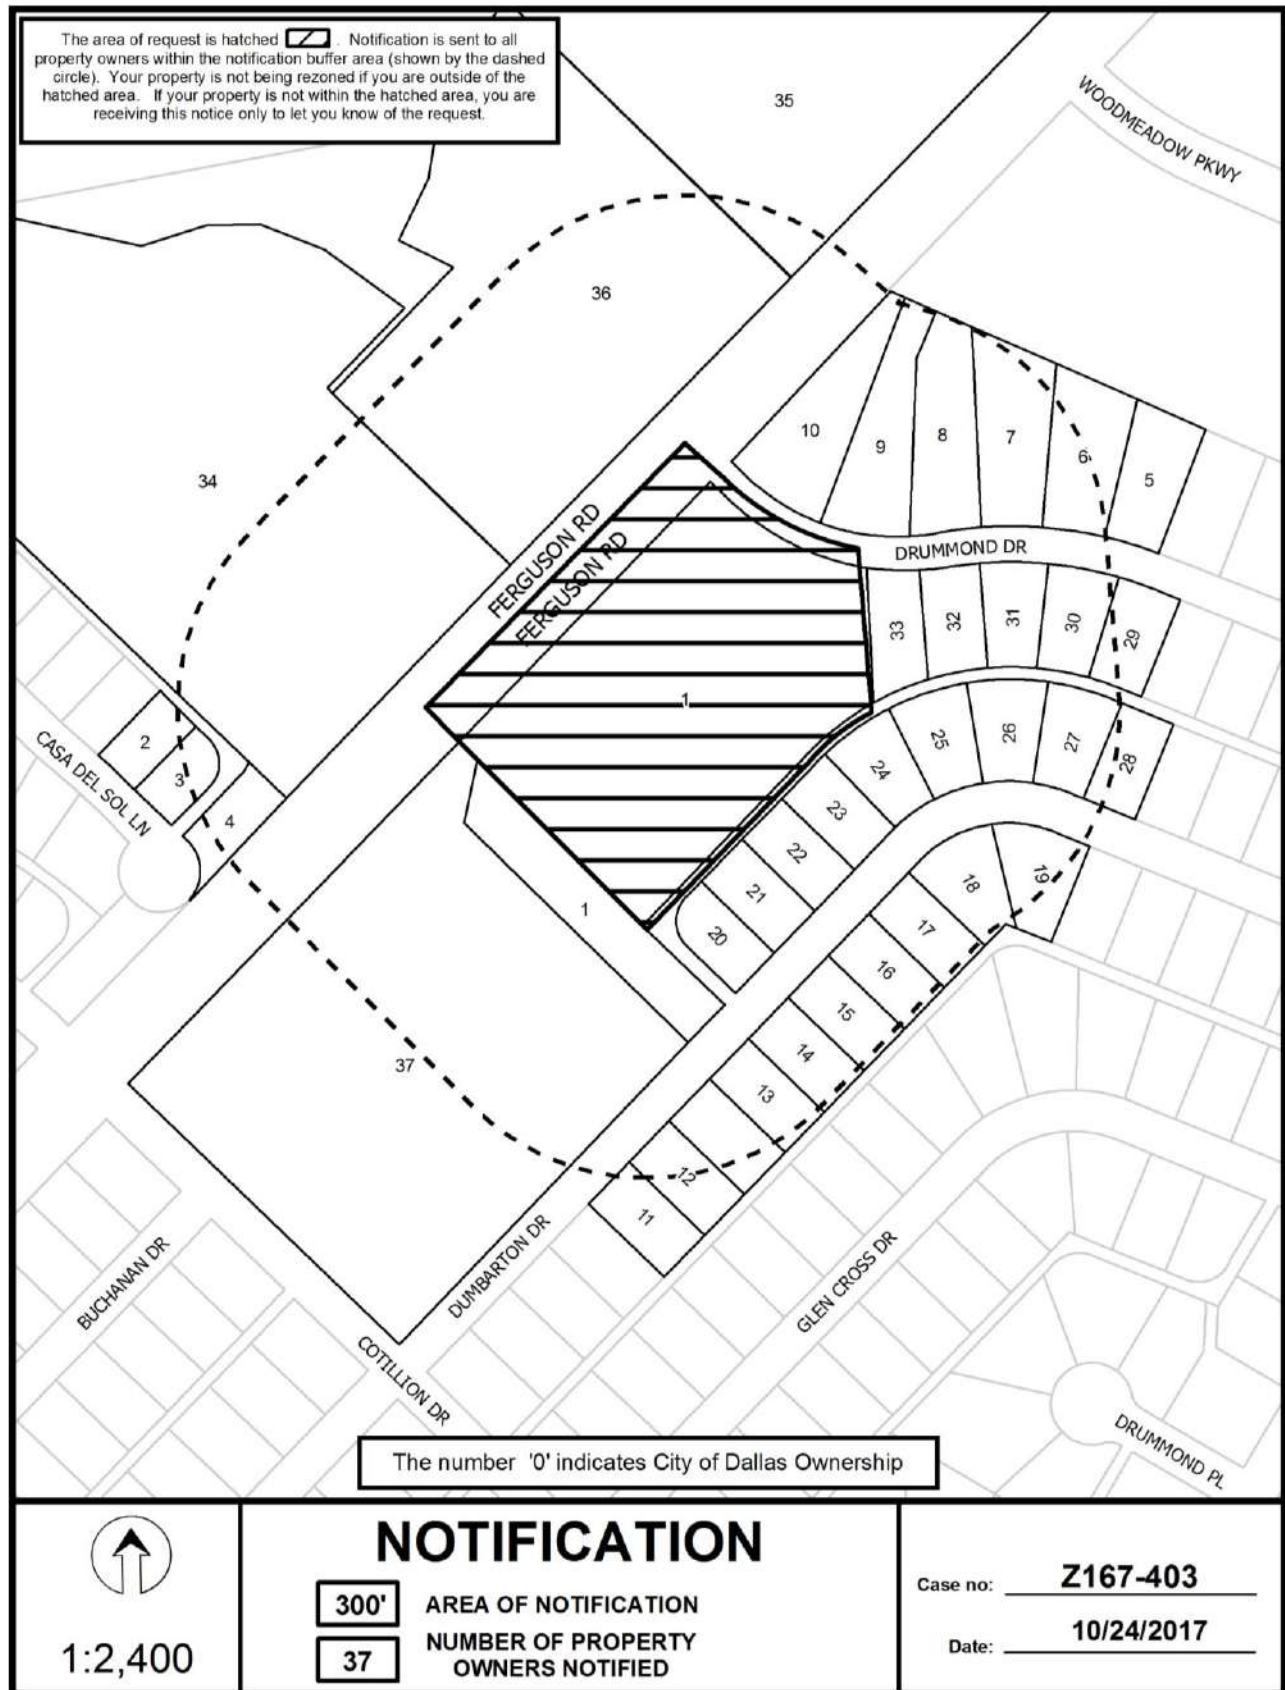 The area of request is hatched . Notification is sent to all
property owners within the notification buffer area (shown by the dashed
circle). Your property is not being rezoned if you are outside of the
hatched area. If your property is not within the hatched area, you are
receiving this notice only to let you know of the request.
35
WOODMEADOW PKWY
36
10
9
8
7
6
5
34
FERGUSON RD
FERGUSON RD
DRUMMOND DR
33
32
31
30
29
1
2
3
4
CASA DEL SOL LN
28
27
26
25
24
23
22
21
20
19
18
17
16
15
14
13
12
11
1
37
BUCHANAN DR
DUMBARTON DR
COTILLION DR
GLEN CROSS DR
DRUMMOND PL
The number '0' indicates City of Dallas Ownership
1:2,400
NOTIFICATION
300' AREA OF NOTIFICATION
37 NUMBER OF PROPERTY
OWNERS NOTIFIED
Case no: Z167-403
Date: 10/24/2017